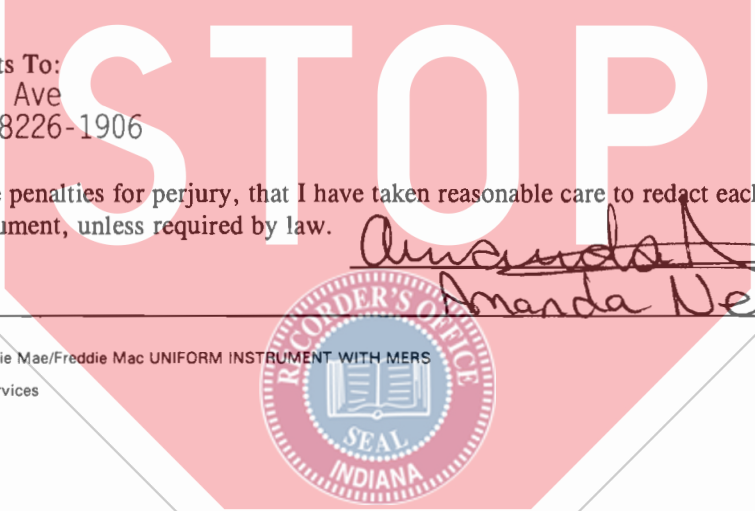 STOP
ts To:
Ave
8226-1906
e penalties for perjury, that I have taken reasonable care to redact each
ument, unless required by law.
Amanda Ne
ie Mae/Freddie Mac UNIFORM INSTRUMENT WITH MERS
rvices
RECORDER'S OFFICE
SEAL
INDIANA